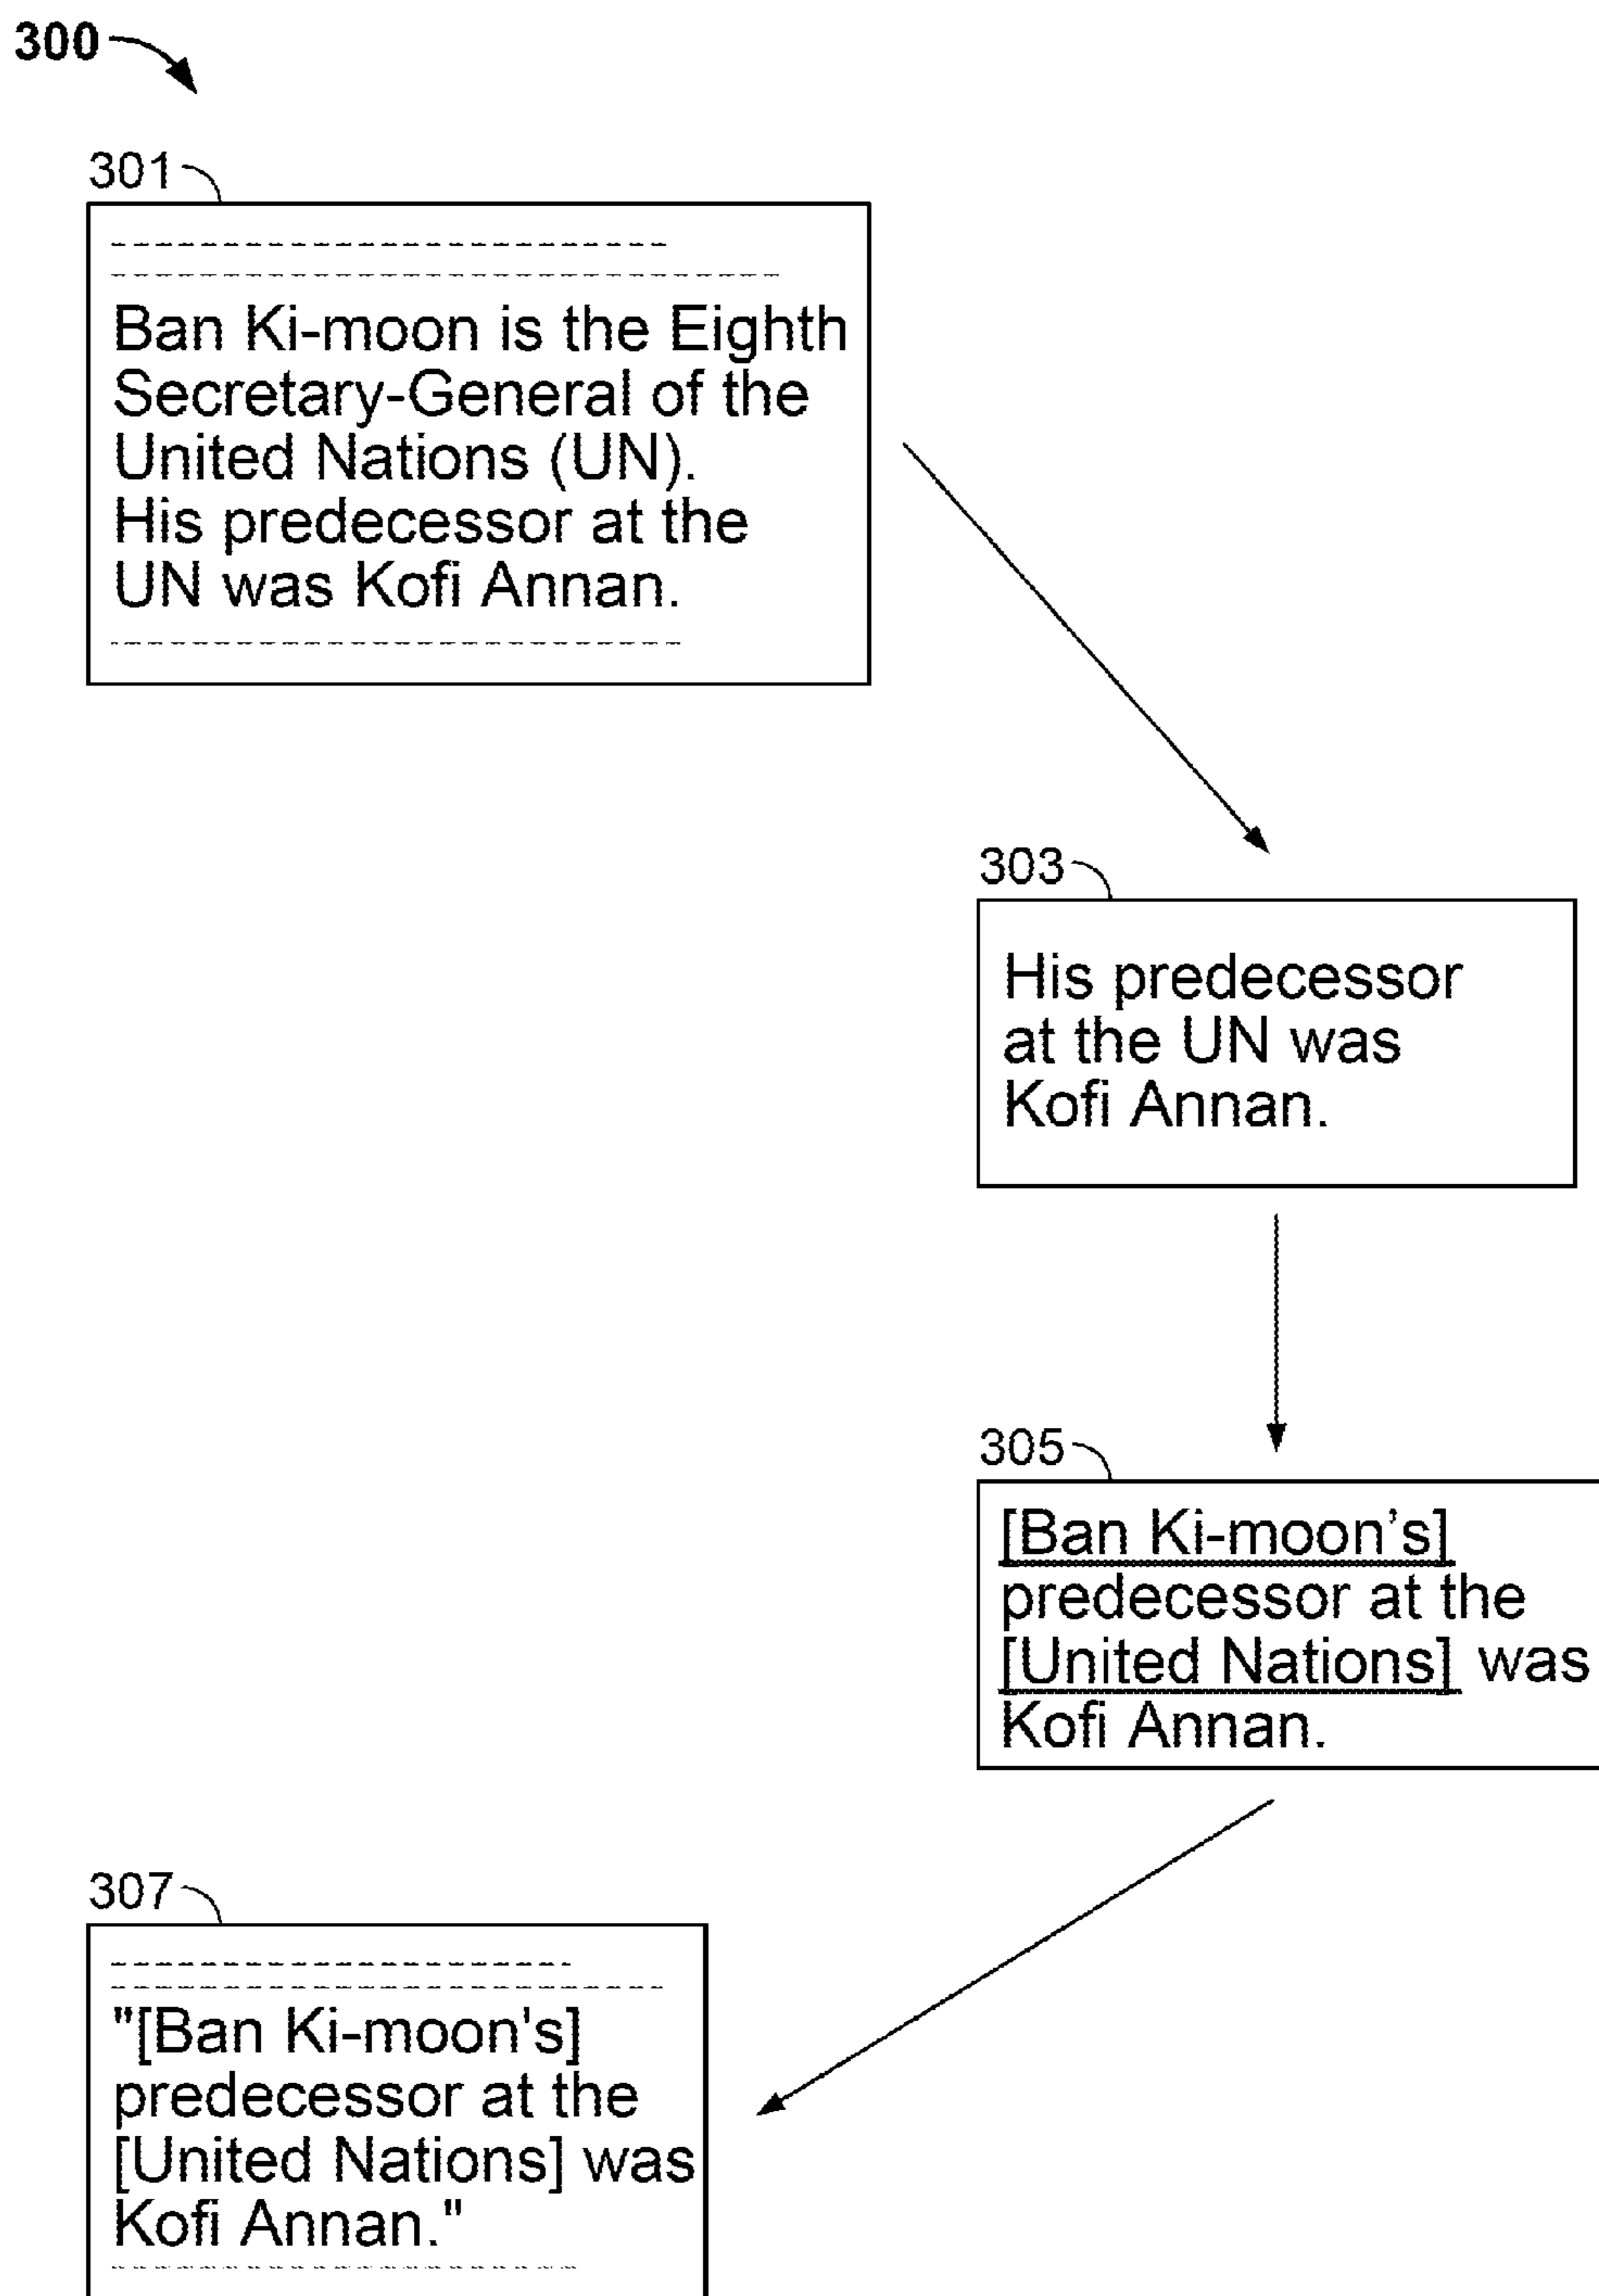 300
301
Ban Ki-moon is the Eighth
Secretary-General of the
United Nations (UN).
His predecessor at the
UN was Kofi Annan.
303
His predecessor
at the UN was
Kofi Annan.
305
[Ban Ki-moon’s]
predecessor at the
[United Nations] was
Kofi Annan.
307
"[Ban Ki-moon's]
predecessor at the
[United Nations] was
Kofi Annan."